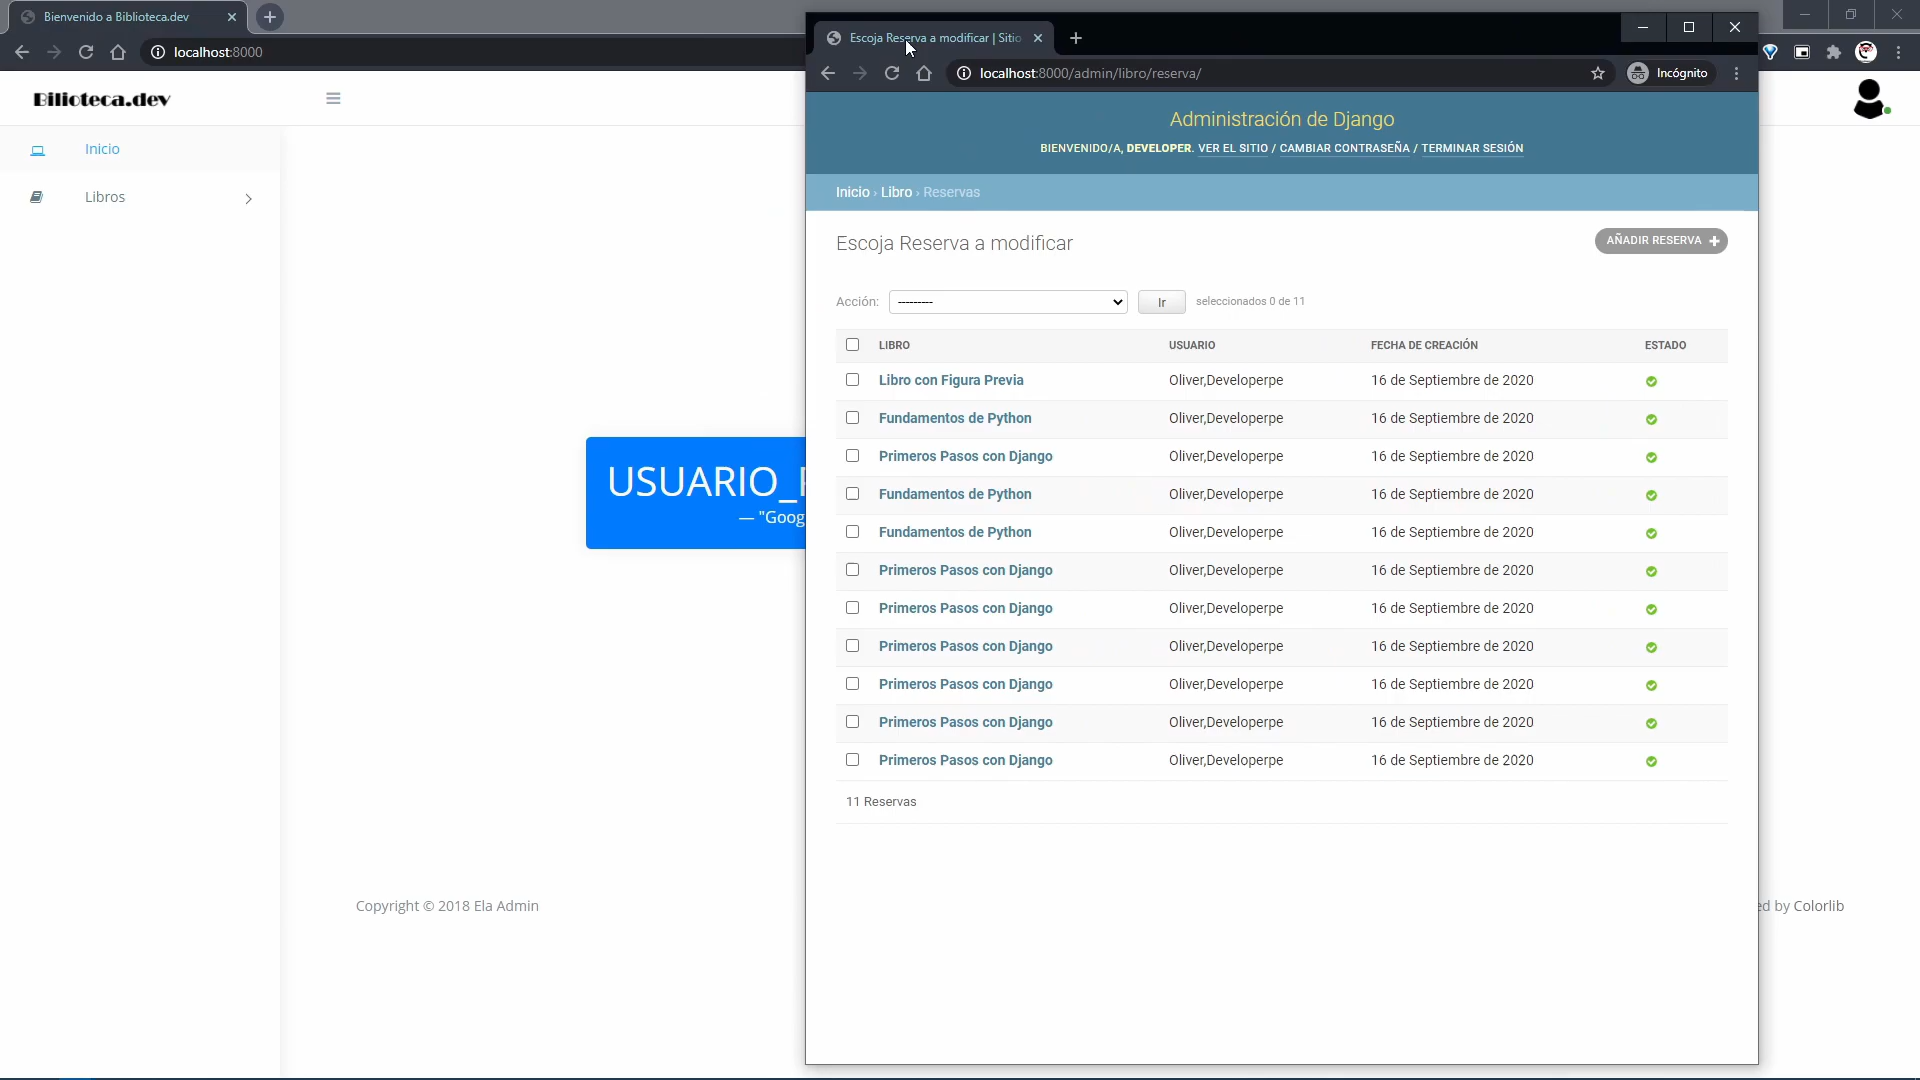 Bienvenido a Biblioteca.dev
localhost:8000
Bilioteca.dev
Inicio
Libros
USUARIO_
— "Goog
Copyright © 2018 Ela Admin
ed by Colorlib
Escoja Reserva a modificar | Sitio
localhost:8000/admin/libro/reserva/
Incógnito
Administración de Django
BIENVENIDO/A, DEVELOPER. VER EL SITIO / CAMBIAR CONTRASEÑA / TERMINAR SESIÓN
Inicio › Libro › Reservas
Escoja Reserva a modificar
AÑADIR RESERVA +
Acción: --------- Ir seleccionados 0 de 11
LIBRO USUARIO FECHA DE CREACIÓN ESTADO
Libro con Figura Previa Oliver,Developerpe 16 de Septiembre de 2020
Fundamentos de Python Oliver,Developerpe 16 de Septiembre de 2020
Primeros Pasos con Django Oliver,Developerpe 16 de Septiembre de 2020
Fundamentos de Python Oliver,Developerpe 16 de Septiembre de 2020
Fundamentos de Python Oliver,Developerpe 16 de Septiembre de 2020
Primeros Pasos con Django Oliver,Developerpe 16 de Septiembre de 2020
Primeros Pasos con Django Oliver,Developerpe 16 de Septiembre de 2020
Primeros Pasos con Django Oliver,Developerpe 16 de Septiembre de 2020
Primeros Pasos con Django Oliver,Developerpe 16 de Septiembre de 2020
Primeros Pasos con Django Oliver,Developerpe 16 de Septiembre de 2020
Primeros Pasos con Django Oliver,Developerpe 16 de Septiembre de 2020
11 Reservas